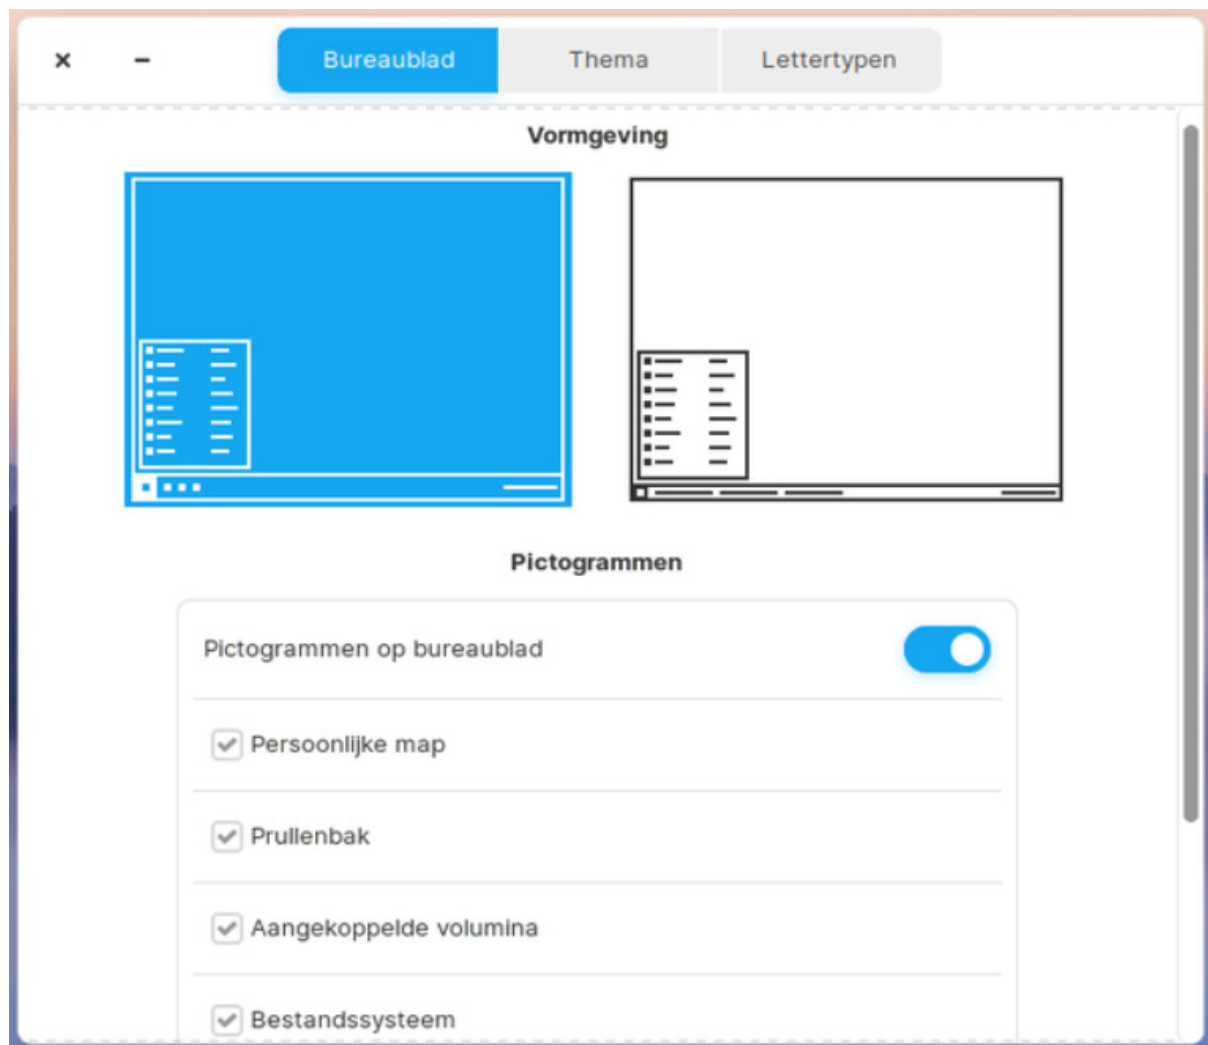 Bureaublad Thema Lettertypen
Vormgeving
Pictogrammen
Pictogrammen op bureaublad
Persoonlijke map
Prullenbak
Aangekoppelde volumina
Bestandssysteem